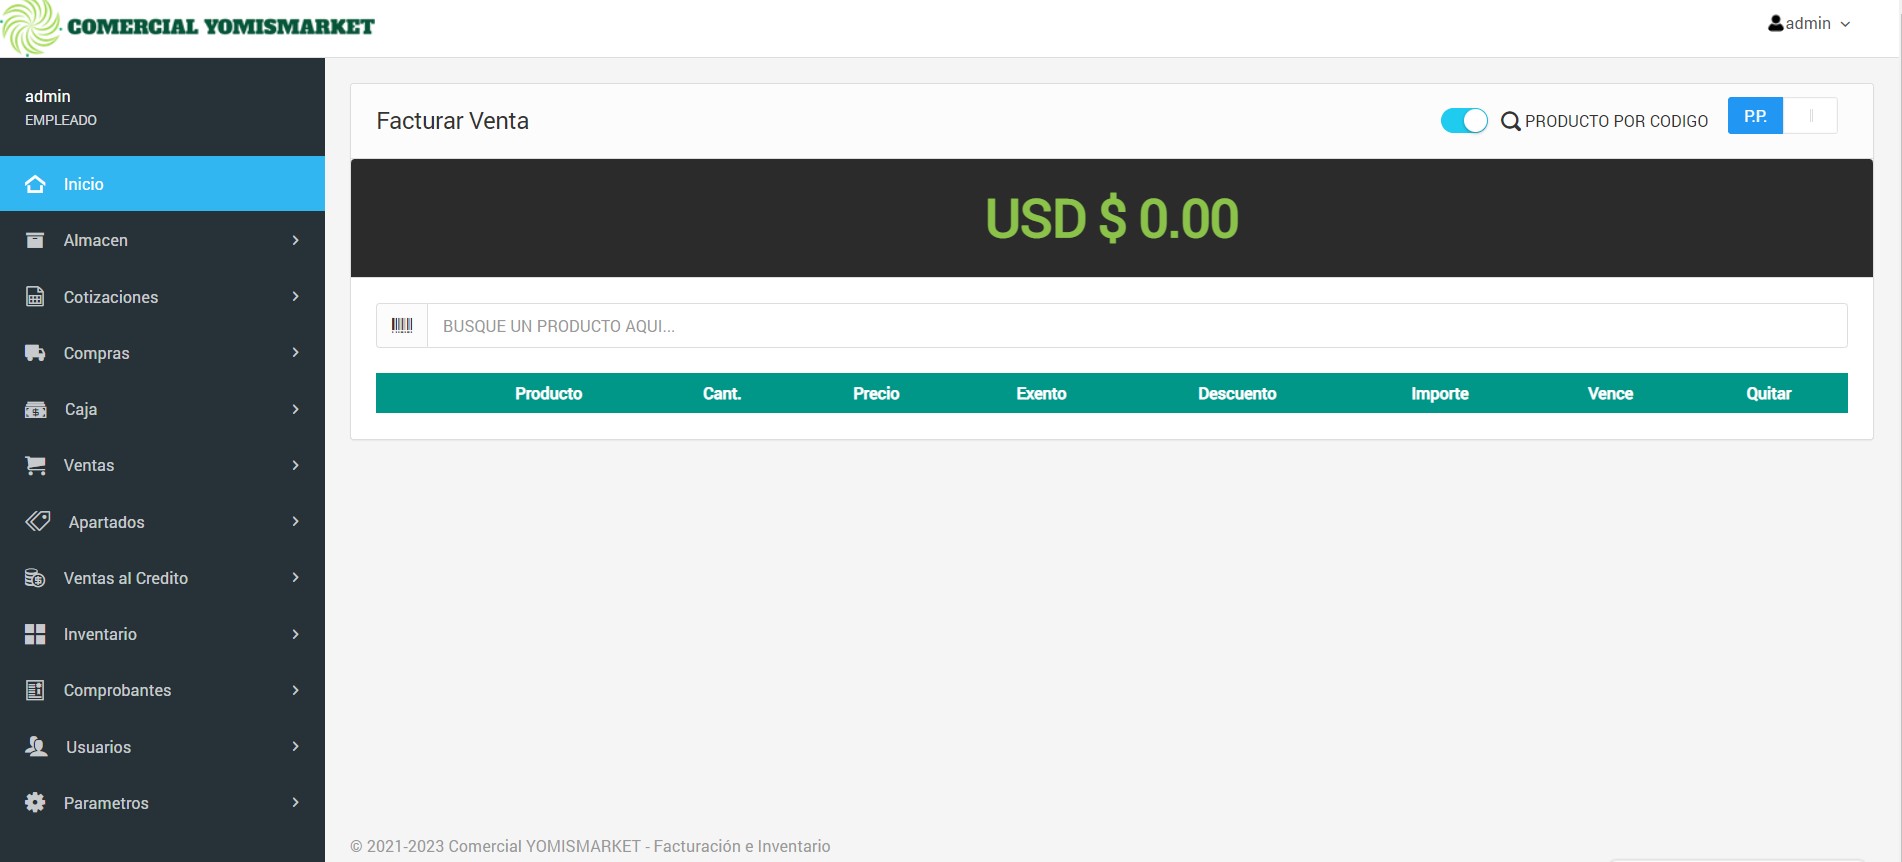 COMERCIAL YOMISMARKET
admin
admin
EMPLEADO
Inicio
Almacen
Cotizaciones
Compras
Caja
Ventas
Apartados
Ventas al Credito
Inventario
Comprobantes
Usuarios
Parametros
Facturar Venta
PRODUCTO POR CODIGO
P.P.
USD $ 0.00
BUSQUE UN PRODUCTO AQUI...
Producto Cant. Precio Exento Descuento Importe Vence Quitar
© 2021-2023 Comercial YOMISMARKET - Facturación e Inventario